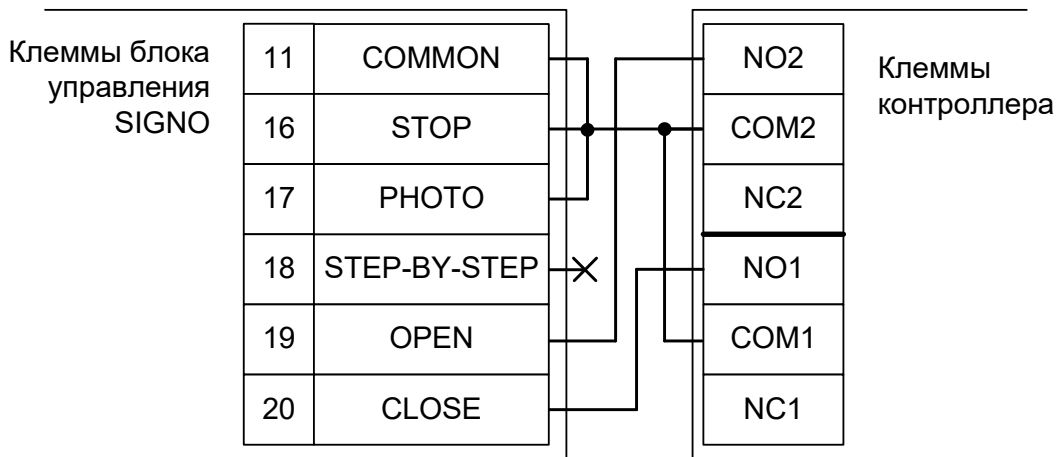 Клеммы блока
управления
SIGNO
11 COMMON
16 STOP
17 PHOTO
18 STEP-BY-STEP
19 OPEN
20 CLOSE
NO2
COM2
NC2
NO1
COM1
NC1
Клеммы
контроллера